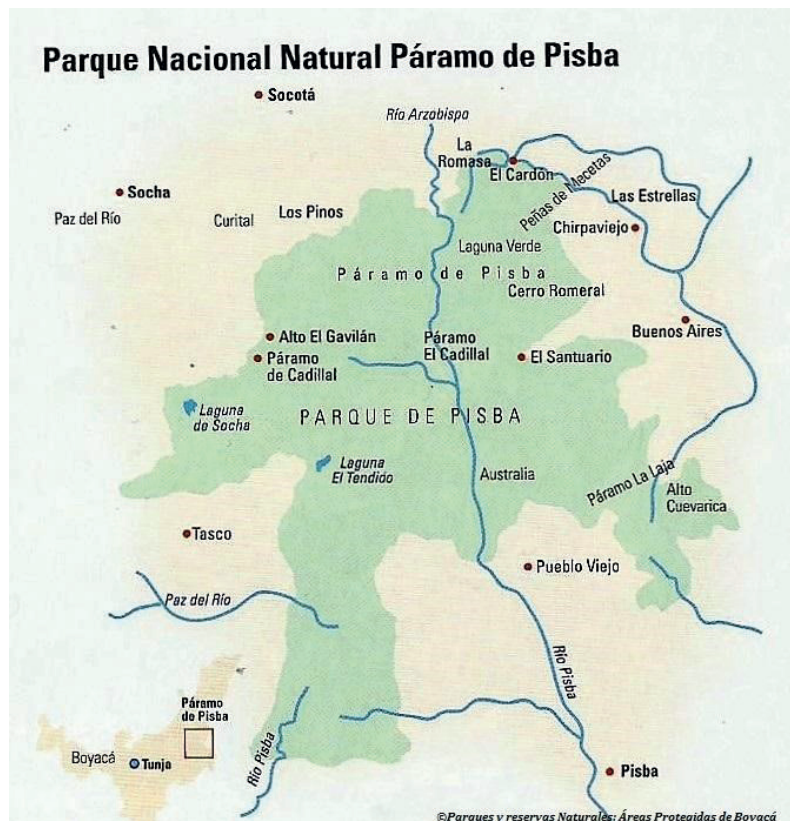 Parque Nacional Natural Páramo de Pisba
Socotá
Río Arzobispo
La
Romasa
El Cardón
Peñas de Mecetas
Las Estrellas
Socha
Paz del Río
Curital
Los Pinos
Chirpaviejo
Laguna Verde
Páramo de Pisba
Cerro Romeral
Buenos Aires
Alto El Gavilán
Páramo
El Cadillal
Páramo
de Cadillal
El Santuario
Laguna
de Socha
PARQUE DE PISBA
Laguna
El Tendido
Australia
Páramo La Laja
Alto
Cuevarica
Tasco
Pueblo Viejo
Paz del Río
Río Pisba
Páramo
de Pisba
Boyacá
Tunja
Río Pisba
Pisba
©Parques y reservas Naturales: Áreas Protegidas de Boyacá